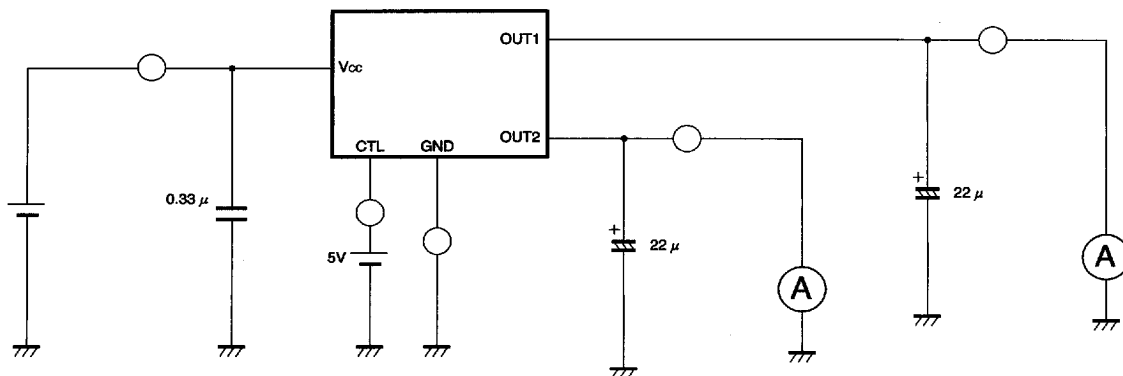 OUT1
Vcc
OUT2
CTL
GND
0.33 μ
5V
+
22 μ
+
22 μ
A
A